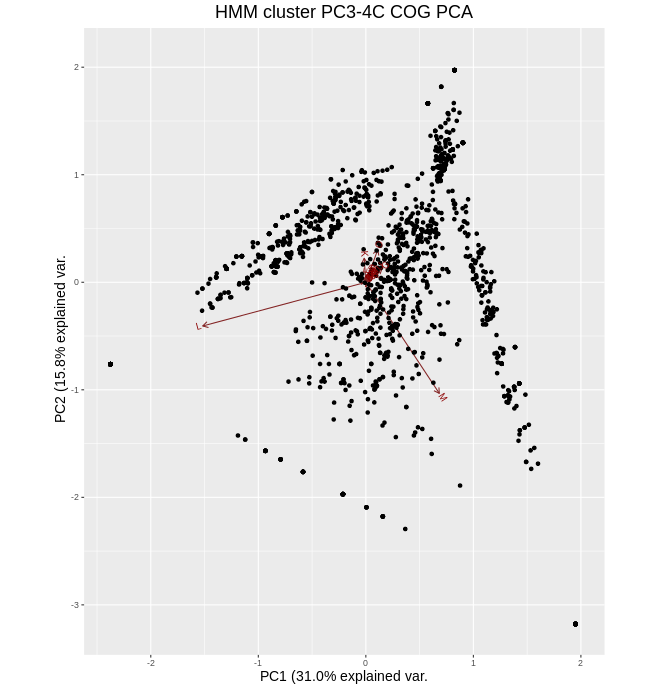 HMM cluster PC3-4C COG PCA
PC2 (15.8% explained var.
2
1
0
-1
-2
-3
K
L
M
-2
-1
0
1
2
PC1 (31.0% explained var.